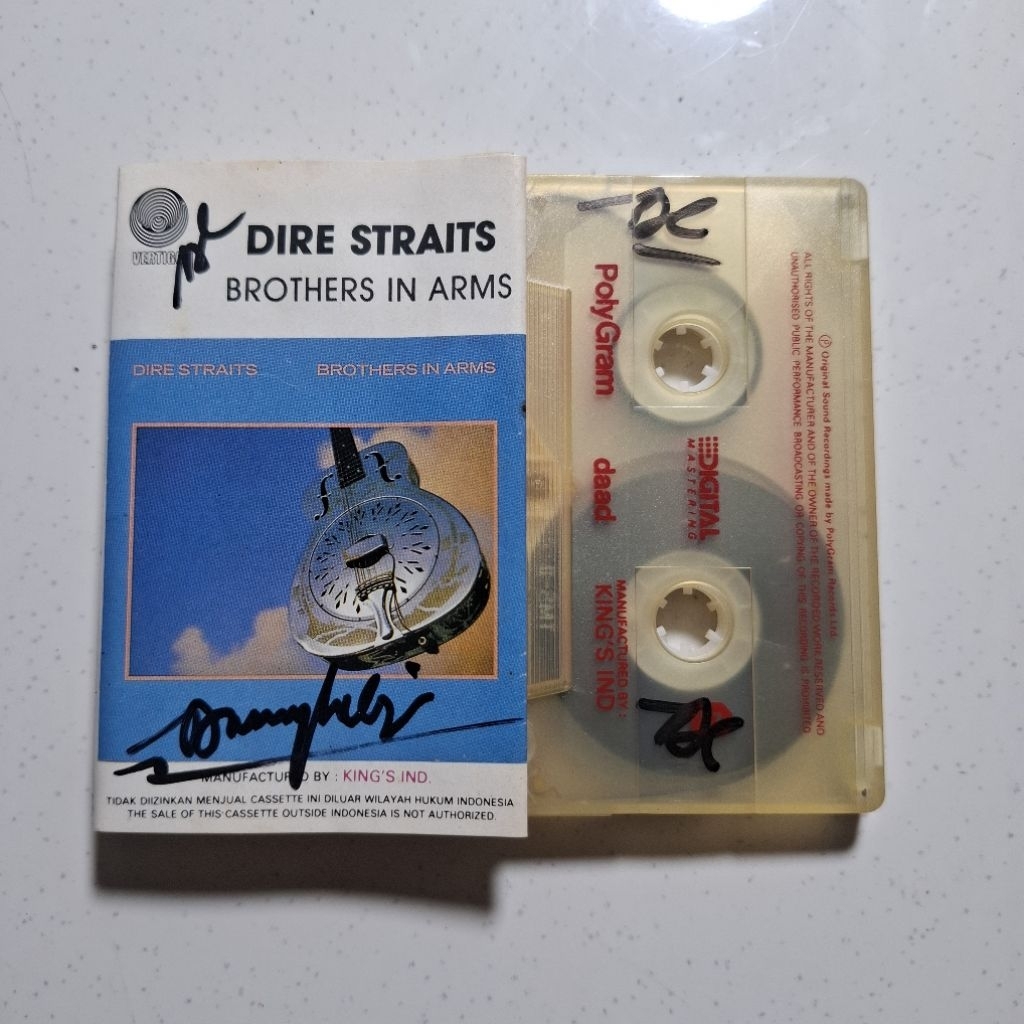 DIRE STRAITS
BROTHERS IN ARMS
DIRE STRAITS BROTHERS IN ARMS
MANUFACTURED BY : KING'S IND.
TIDAK DIIZINKAN MENJUAL CASSETTE INI DILUAR WILAYAH HUKUM INDONESIA
THE SALE OF THIS CASSETTE OUTSIDE INDONESIA IS NOT AUTHORIZED.
Ⓟ Original Sound Recordings made by PolyGram Records Ltd.
ALL RIGHTS OF THE MANUFACTURER AND OF THE OWNER OF THE RECORDED WORK RESERVED AND
UNAUTHORISED PUBLIC PERFORMANCE BROADCASTING OR COPYING OF THIS RECORDING IS PROHIBITED
DIGITAL
MASTERING
PolyGram daad
MANUFACTURED BY :
KING'S IND